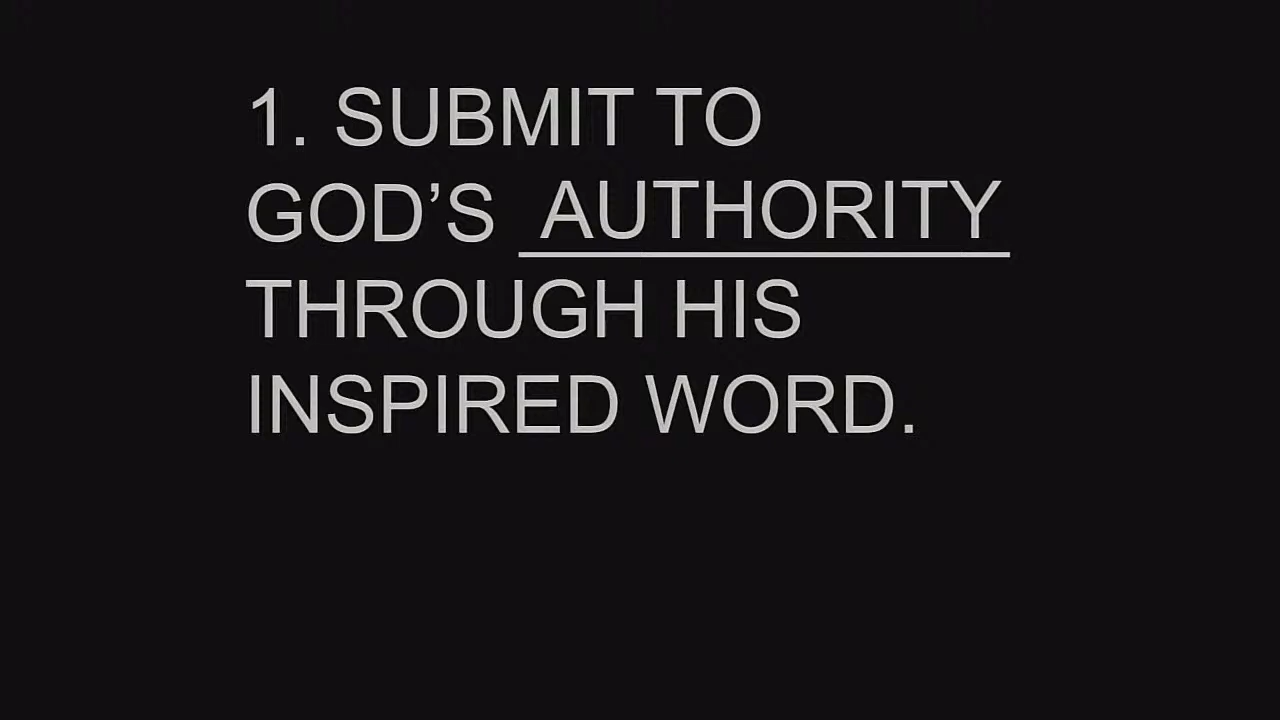 1. SUBMIT TO
GOD’S AUTHORITY
THROUGH HIS
INSPIRED WORD.